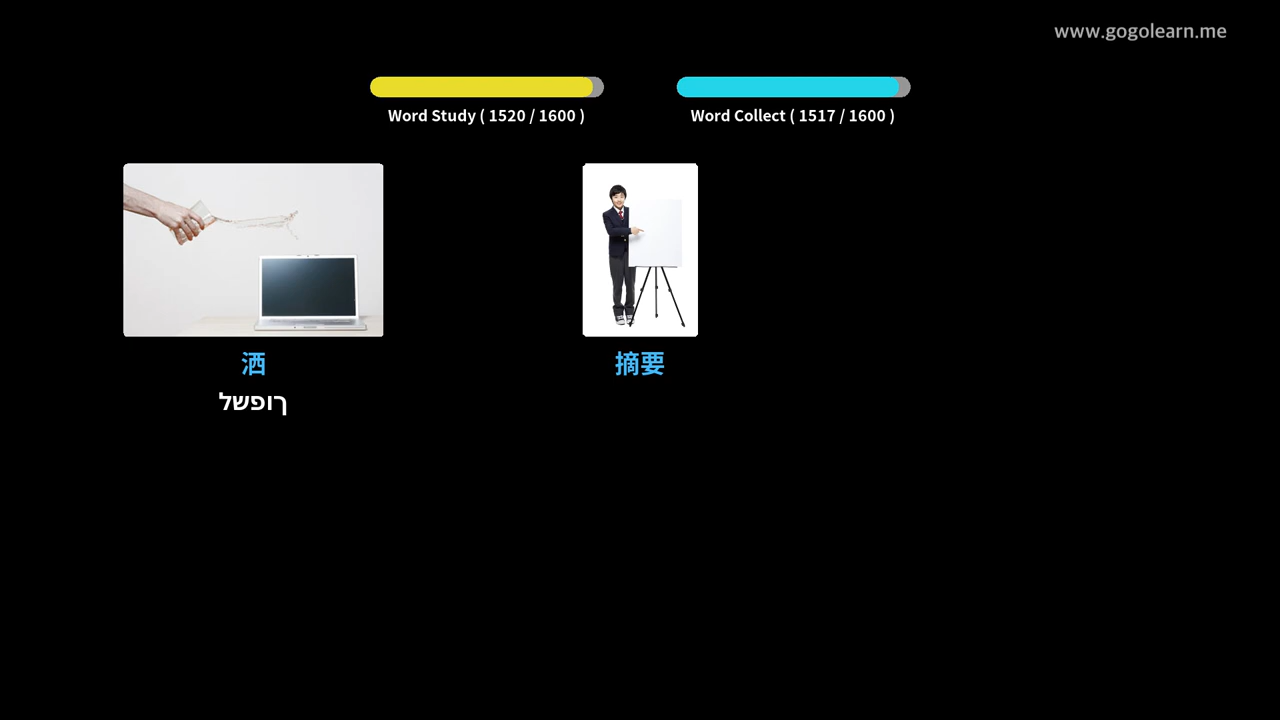 www.gogolearn.me
Word Study ( 1520 / 1600 )
Word Collect ( 1517 / 1600 )
洒
לשפוך
摘要